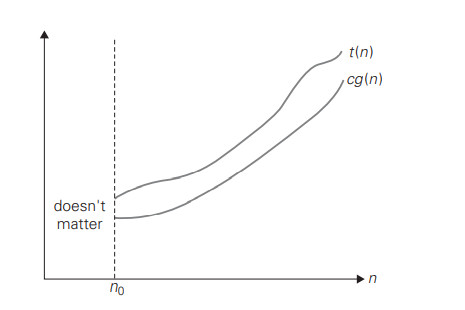 t(n)
cg(n)
doesn't
matter
n
n₀